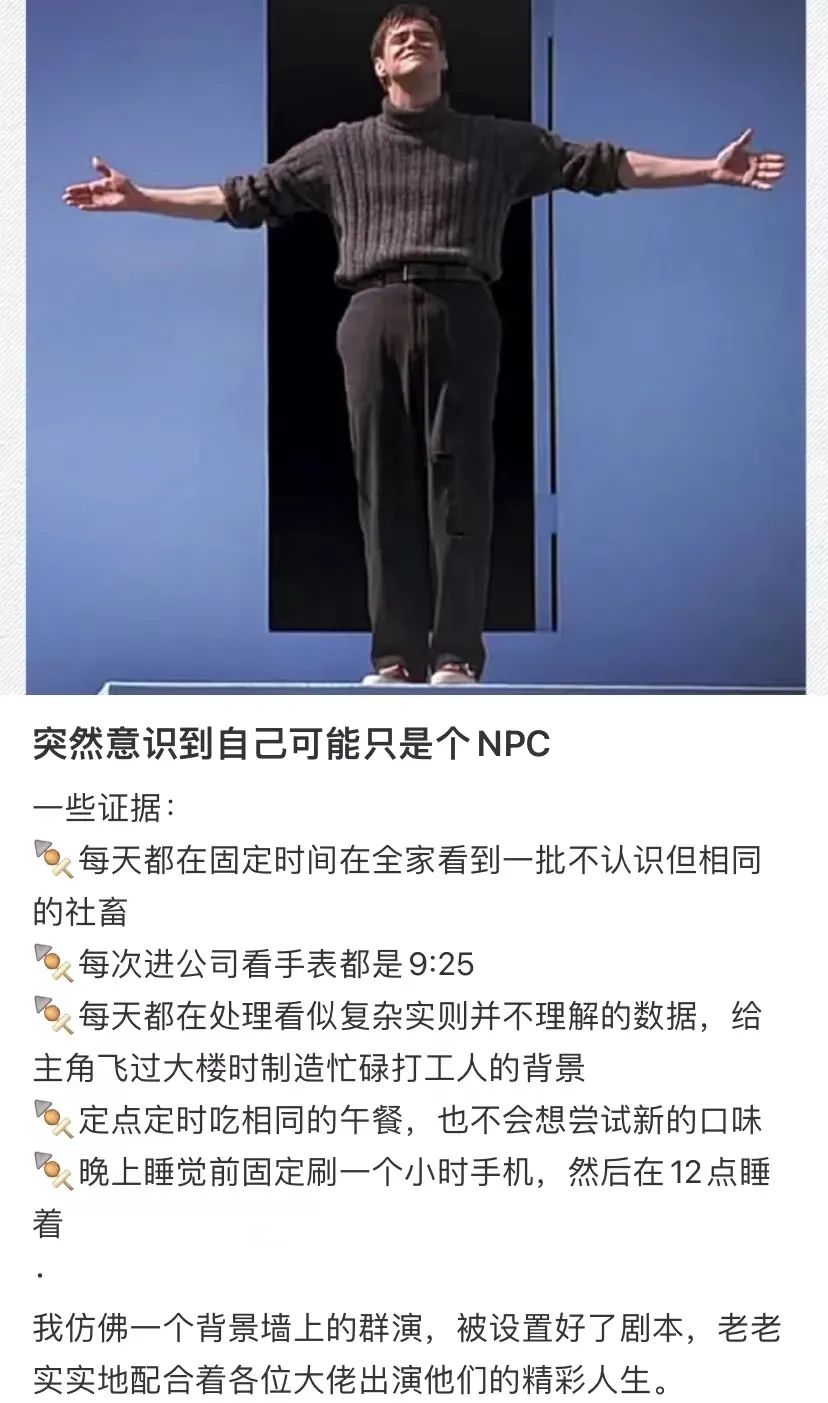 突然意识到自己可能只是个NPC
一些证据：
🍢每天都在固定时间在全家看到一批不认识但相同
的社畜
🍢每次进公司看手表都是9:25
🍢每天都在处理看似复杂实则并不理解的数据，给
主角飞过大楼时制造忙碌打工人的背景
🍢定点定时吃相同的午餐，也不会想尝试新的口味
🍢晚上睡觉前固定刷一个小时手机，然后在12点睡
着
·
我仿佛一个背景墙上的群演，被设置好了剧本，老老
实实地配合着各位大佬出演他们的精彩人生。